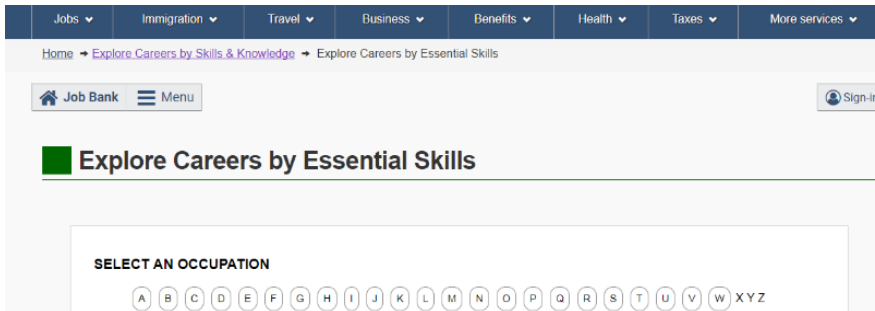 Jobs Immigration Travel Business Benefits Health Taxes More services
Home → Explore Careers by Skills & Knowledge → Explore Careers by Essential Skills
Job Bank Menu Sign-in
Explore Careers by Essential Skills
SELECT AN OCCUPATION
A B C D E F G H I J K L M N O P Q R S T U V W X Y Z